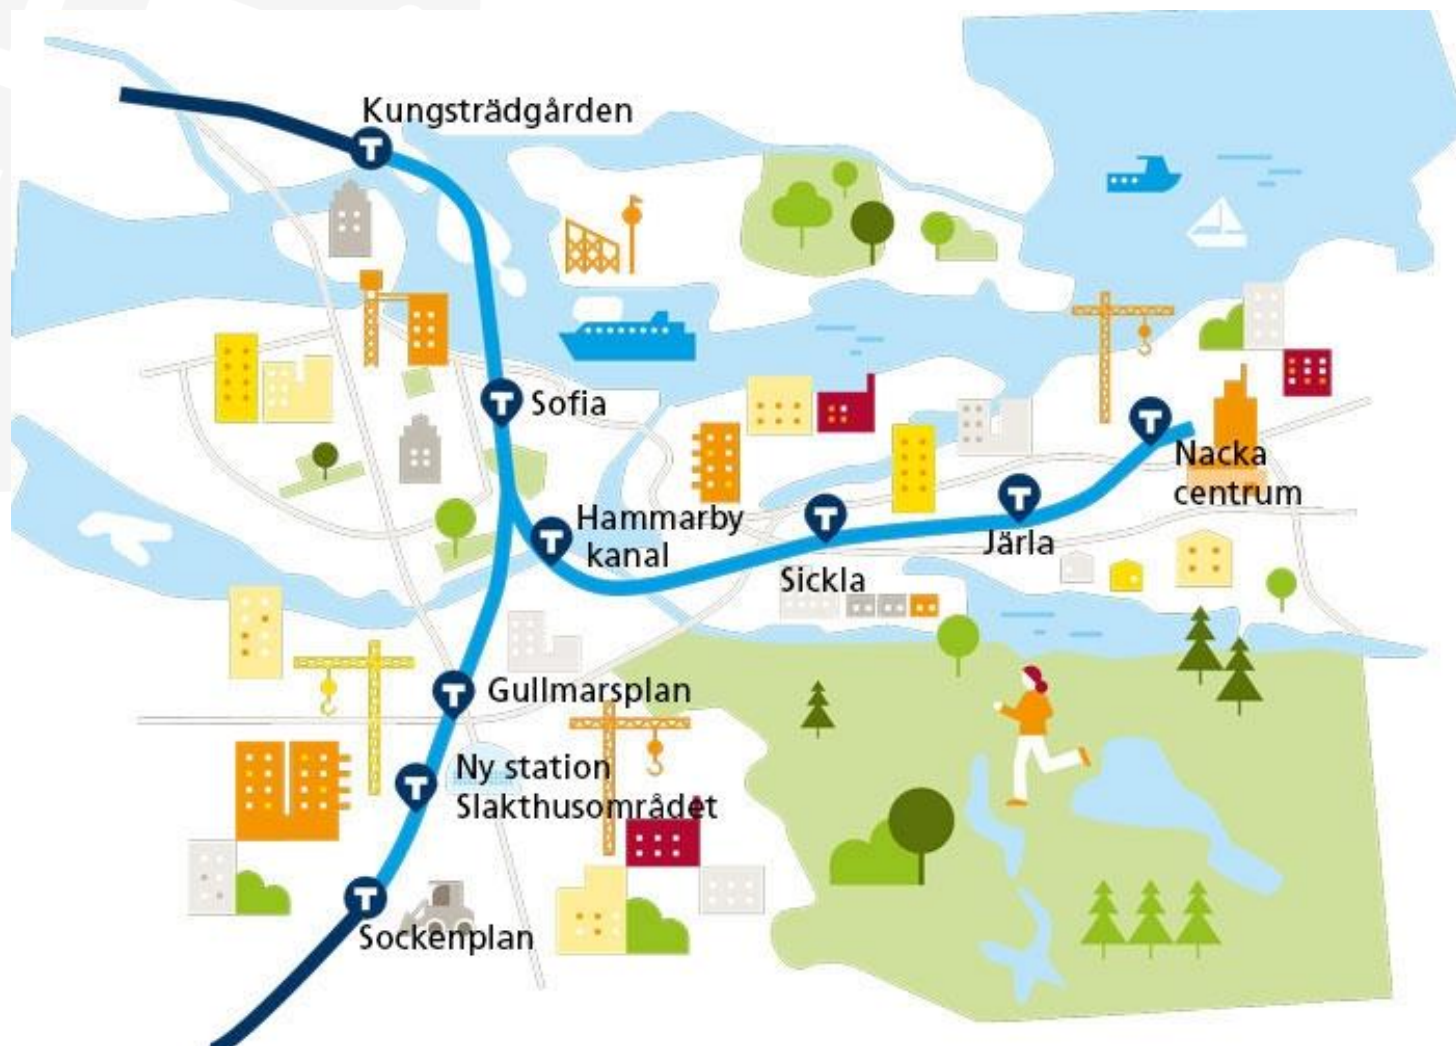 Kungsträdgården
T
T
Sofia
T
Nacka
centrum
T
Järla
T
Sickla
T
Hammarby
kanal
T
Gullmarsplan
T
Ny station
Slakthusområdet
T
Sockenplan